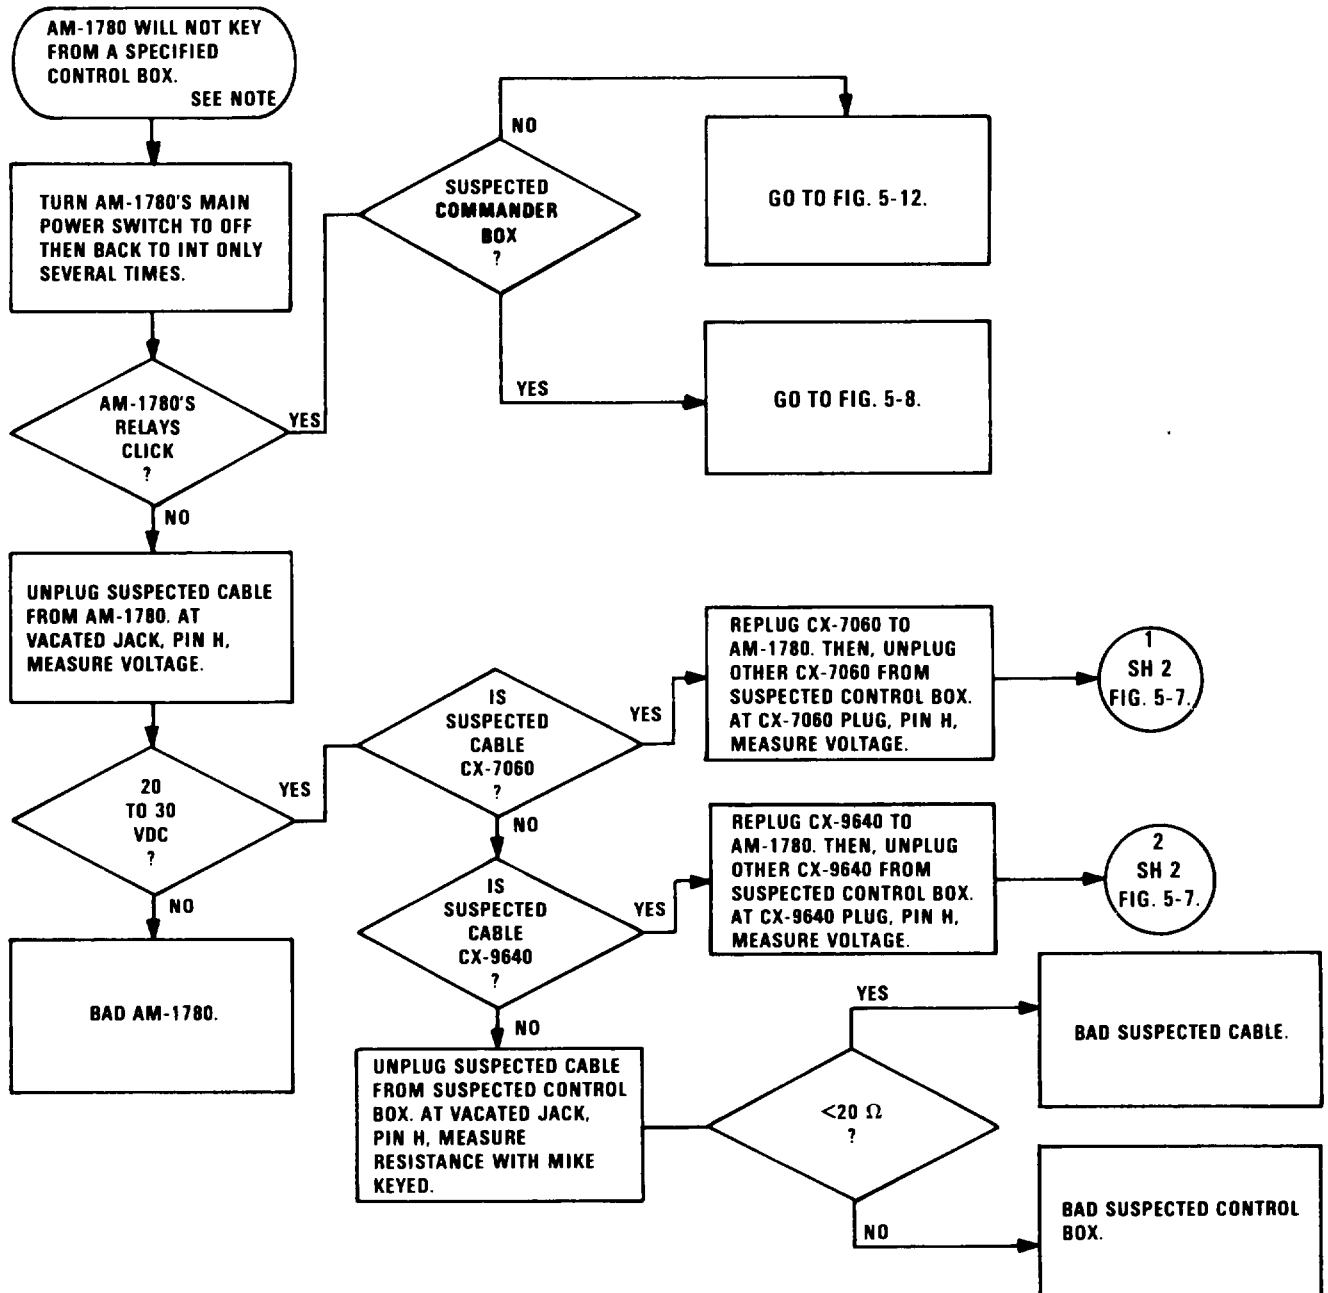 AM-1780 WILL NOT KEY
FROM A SPECIFIED
CONTROL BOX.
SEE NOTE
TURN AM-1780'S MAIN
POWER SWITCH TO OFF
THEN BACK TO INT ONLY
SEVERAL TIMES.
AM-1780'S
RELAYS
CLICK
?
YES
NO
SUSPECTED
COMMANDER
BOX
?
NO
GO TO FIG. 5-12.
YES
GO TO FIG. 5-8.
UNPLUG SUSPECTED CABLE
FROM AM-1780. AT
VACATED JACK, PIN H,
MEASURE VOLTAGE.
20
TO 30
VDC
?
YES
NO
BAD AM-1780.
IS
SUSPECTED
CABLE
CX-7060
?
YES
NO
REPLUG CX-7060 TO
AM-1780. THEN, UNPLUG
OTHER CX-7060 FROM
SUSPECTED CONTROL BOX.
AT CX-7060 PLUG, PIN H,
MEASURE VOLTAGE.
1
SH 2
FIG. 5-7.
IS
SUSPECTED
CABLE
CX-9640
?
YES
NO
REPLUG CX-9640 TO
AM-1780. THEN, UNPLUG
OTHER CX-9640 FROM
SUSPECTED CONTROL BOX.
AT CX-9640 PLUG, PIN H,
MEASURE VOLTAGE.
2
SH 2
FIG. 5-7.
UNPLUG SUSPECTED CABLE
FROM SUSPECTED CONTROL
BOX. AT VACATED JACK,
PIN H, MEASURE
RESISTANCE WITH MIKE
KEYED.
<20 Ω
?
YES
BAD SUSPECTED CABLE.
NO
BAD SUSPECTED CONTROL
BOX.